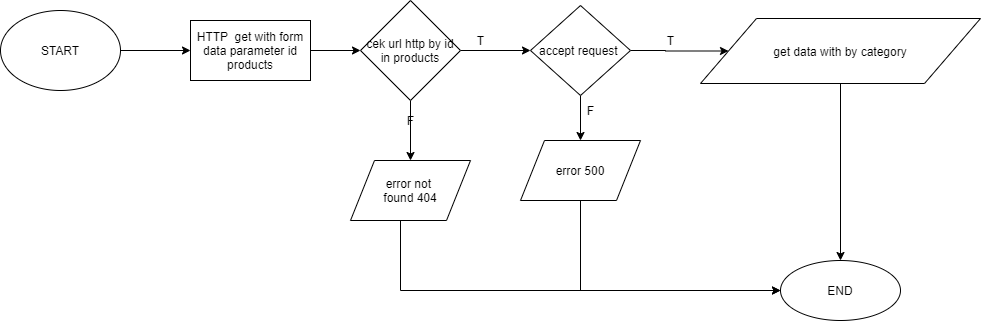 START
HTTP  get with form
data parameter id
products
cek url http by id
in products
T
accept request
T
get data with by category
F
F
error not
found 404
error 500
END